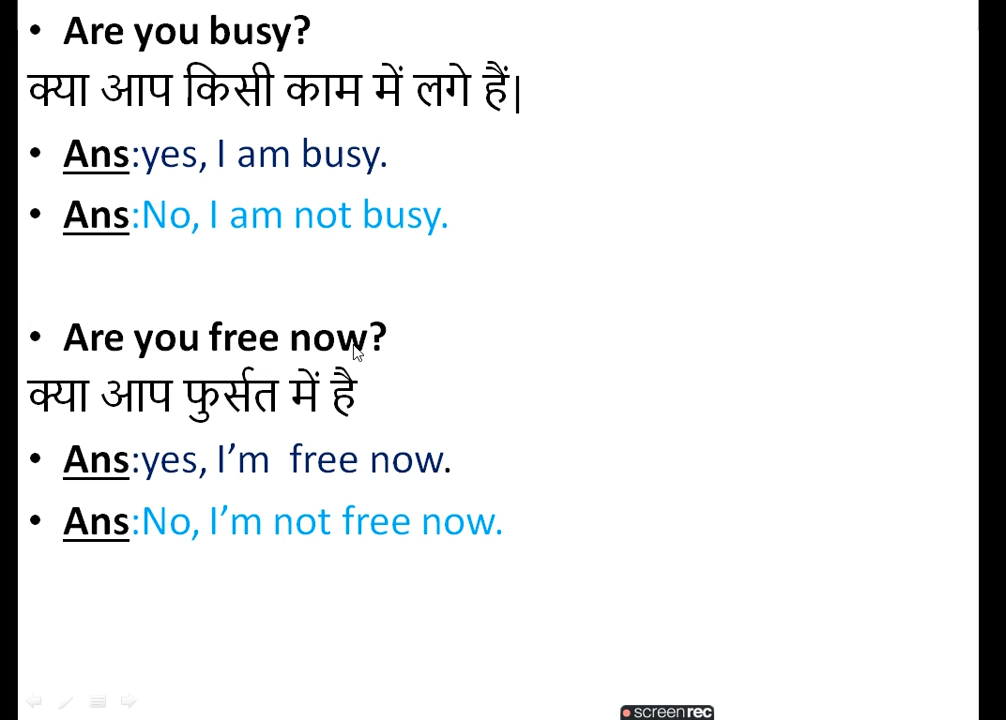 • Are you busy?
क्या आप किसी काम में लगे हैं|
• Ans:yes, I am busy.
• Ans:No, I am not busy.
• Are you free now?
क्या आप फुर्सत में है
• Ans:yes, I’m  free now.
• Ans:No, I’m not free now.
screenrec